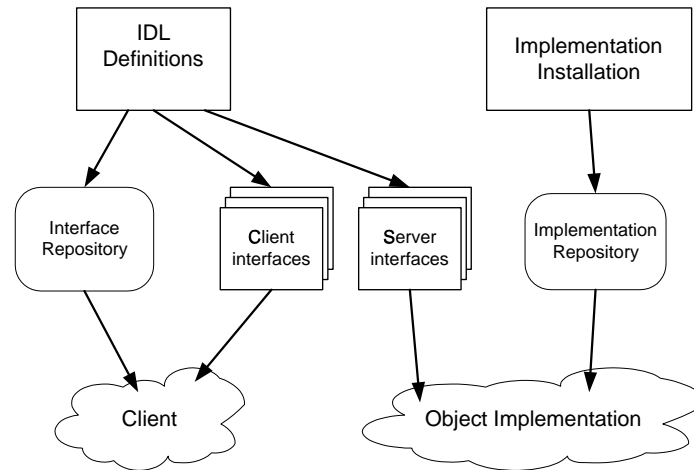 IDL
Definitions
Implementation
Installation
Interface
Repository
Client
interfaces
Server
interfaces
Implementation
Repository
Client
Object Implementation